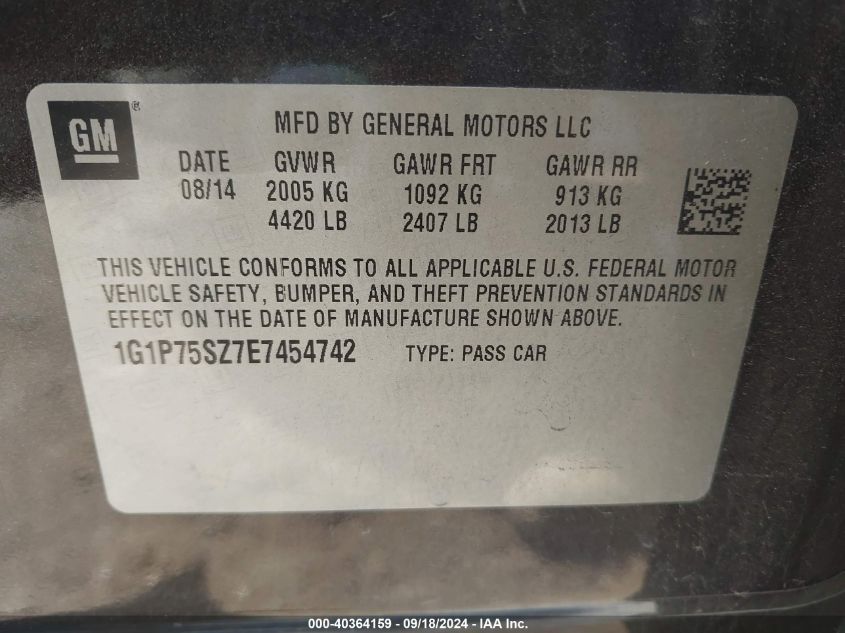 GM ®
MFD BY GENERAL MOTORS LLC
DATE GVWR GAWR FRT GAWR RR
08/14 2005 KG 1092 KG 913 KG
4420 LB 2407 LB 2013 LB
THIS VEHICLE CONFORMS TO ALL APPLICABLE U.S. FEDERAL MOTOR
VEHICLE SAFETY, BUMPER, AND THEFT PREVENTION STANDARDS IN
EFFECT ON THE DATE OF MANUFACTURE SHOWN ABOVE.
1G1P75SZ7E7454742 TYPE: PASS CAR
000-40364159 - 09/18/2024 - IAA Inc.